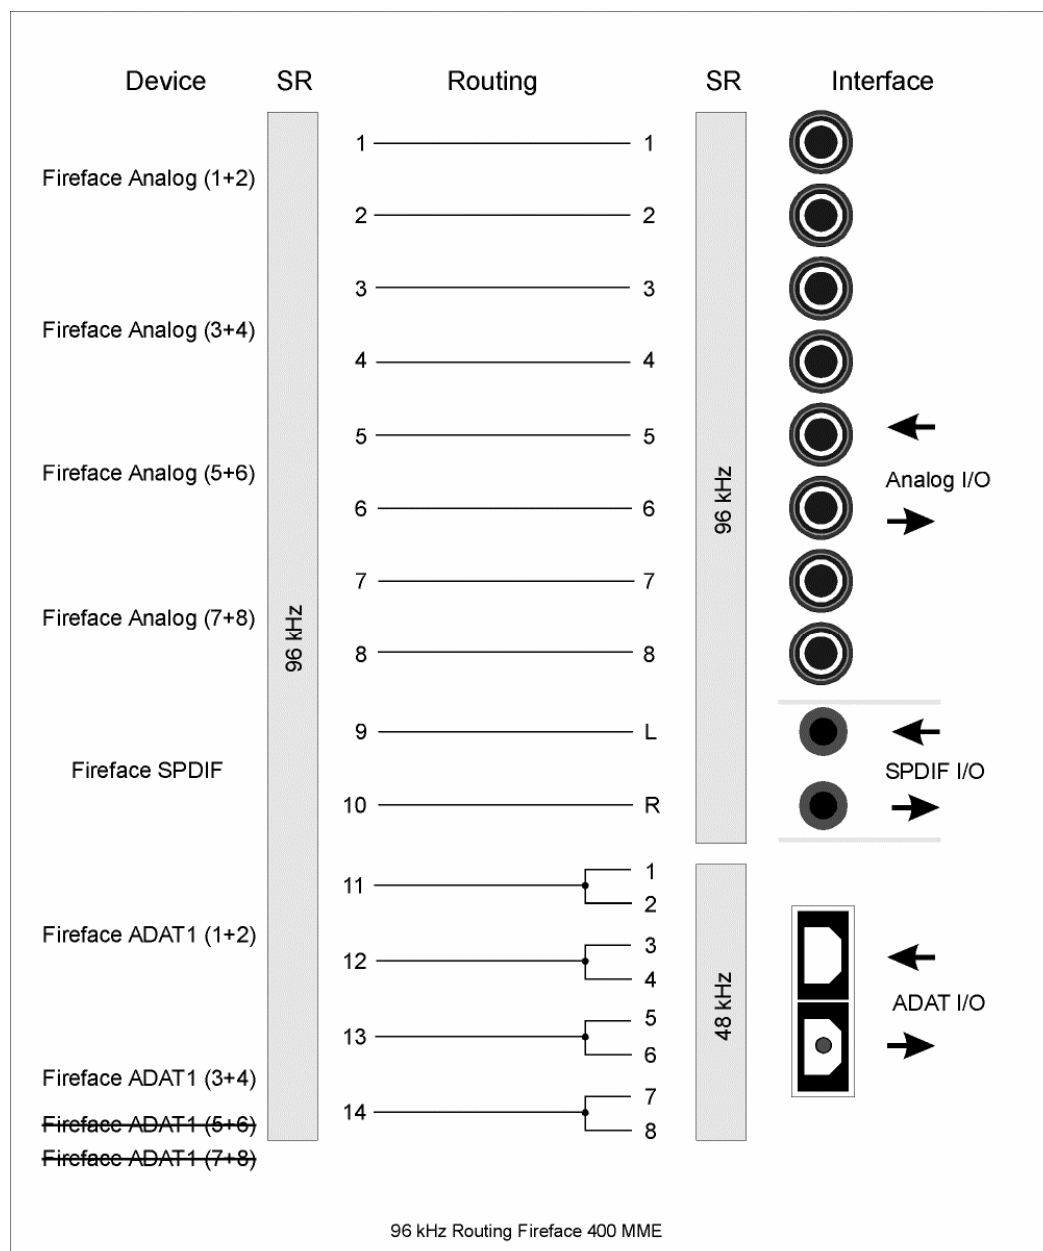 Device SR Routing SR Interface
1 1
Fireface Analog (1+2)
2 2
3 3
Fireface Analog (3+4)
4 4
5 5
Fireface Analog (5+6)
Analog I/O
6 6
96 kHz
7 7
Fireface Analog (7+8)
96 kHz
8 8
9 L
Fireface SPDIF
SPDIF I/O
10 R
11 1
2
Fireface ADAT1 (1+2)
12 3
4
48 kHz
ADAT I/O
13 5
6
Fireface ADAT1 (3+4)
14 7
8
Fireface ADAT1 (5+6)
Fireface ADAT1 (7+8)
96 kHz Routing Fireface 400 MME